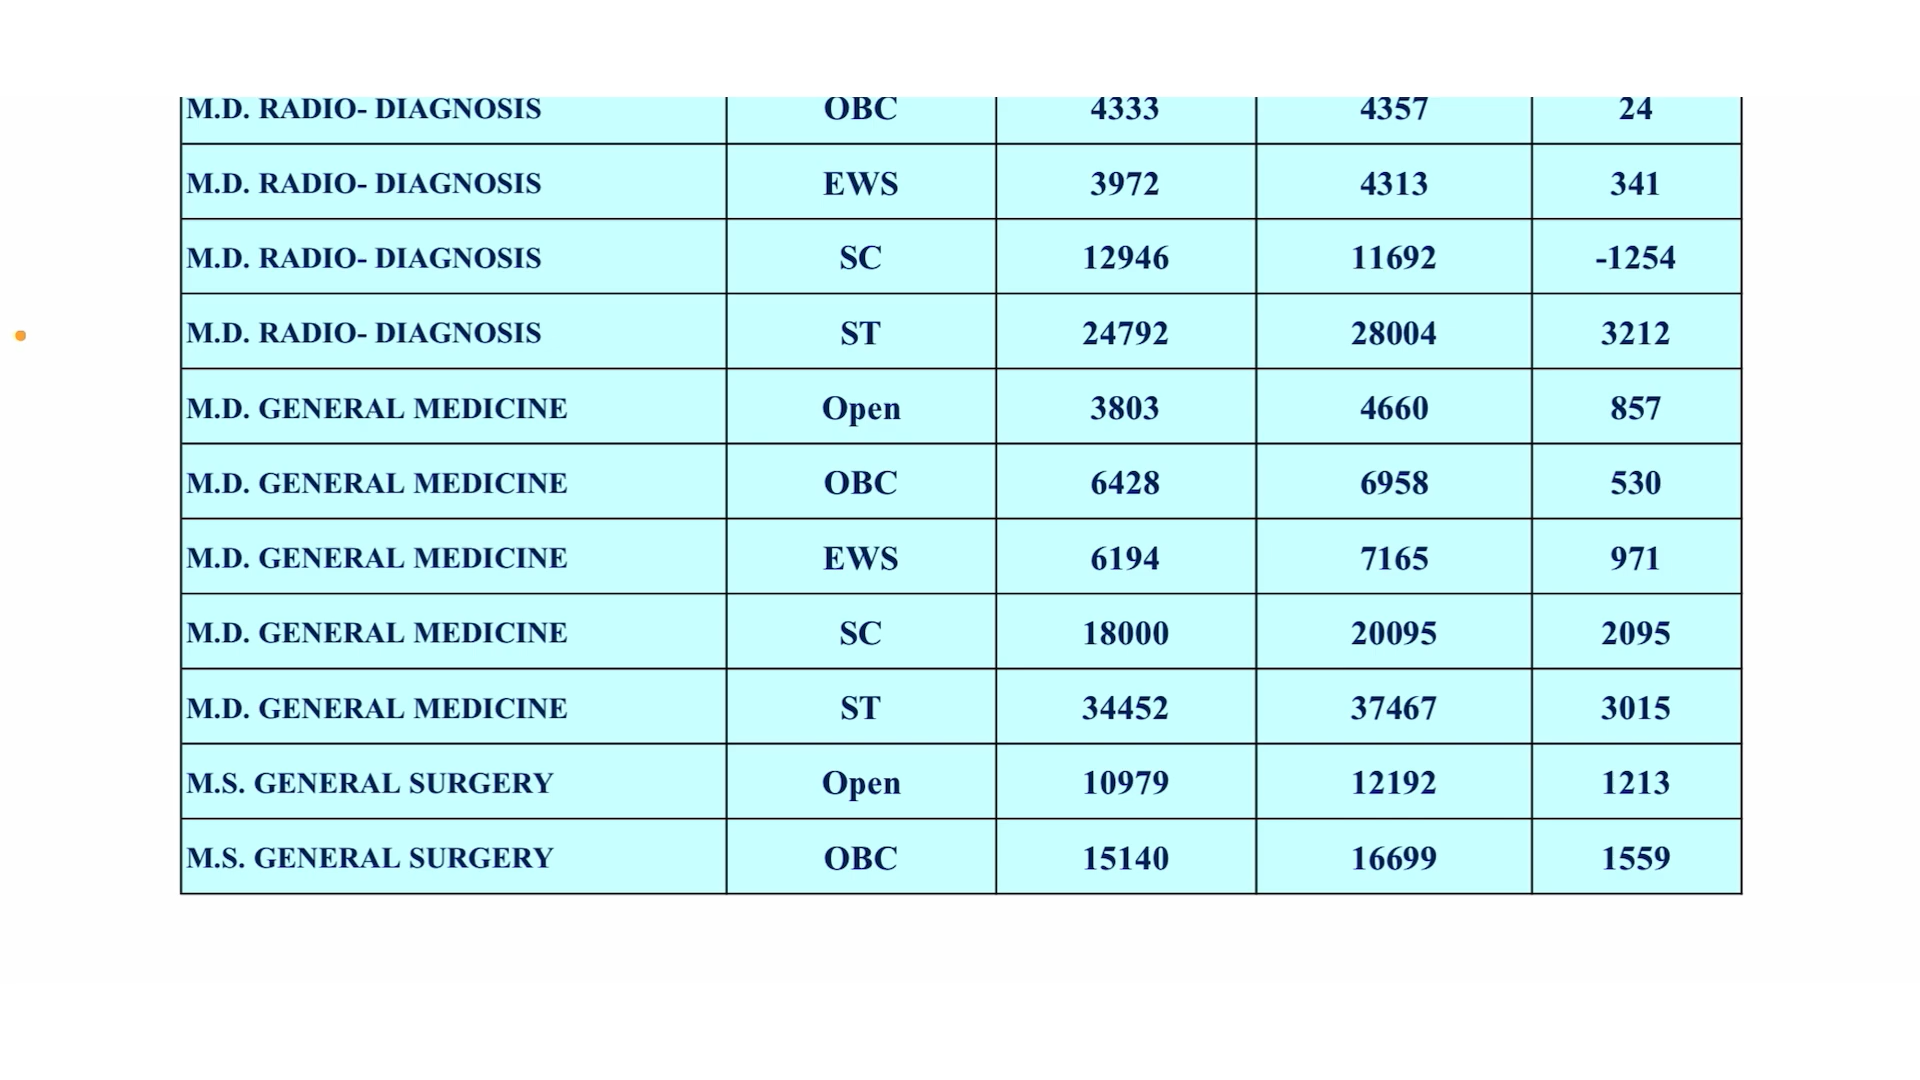 M.D. RADIO- DIAGNOSIS OBC 4333 4357 24
M.D. RADIO- DIAGNOSIS EWS 3972 4313 341
M.D. RADIO- DIAGNOSIS SC 12946 11692 -1254
M.D. RADIO- DIAGNOSIS ST 24792 28004 3212
M.D. GENERAL MEDICINE Open 3803 4660 857
M.D. GENERAL MEDICINE OBC 6428 6958 530
M.D. GENERAL MEDICINE EWS 6194 7165 971
M.D. GENERAL MEDICINE SC 18000 20095 2095
M.D. GENERAL MEDICINE ST 34452 37467 3015
M.S. GENERAL SURGERY Open 10979 12192 1213
M.S. GENERAL SURGERY OBC 15140 16699 1559